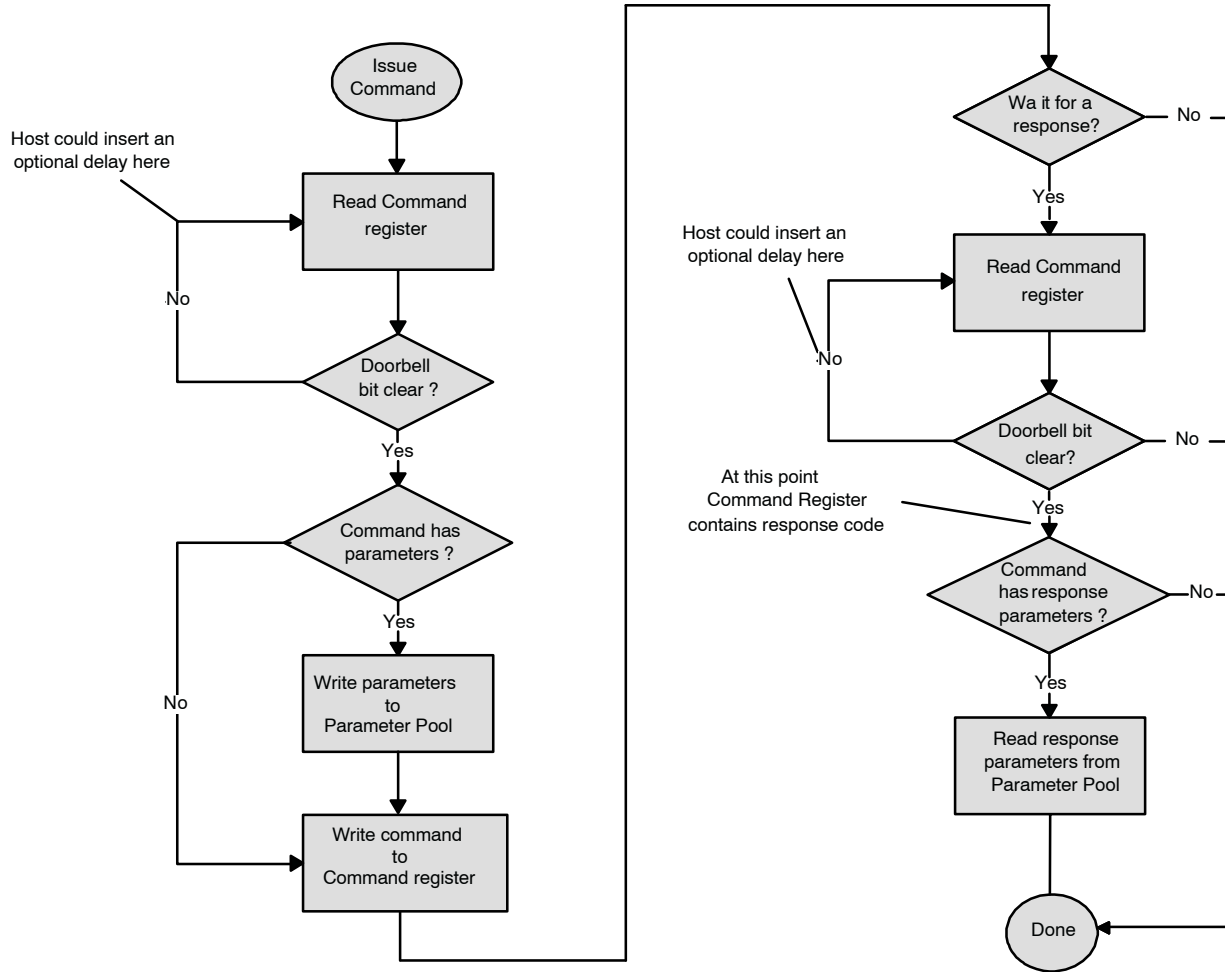 Issue
Command
Host could insert an
optional delay here
Read Command
register
No
Doorbell
bit clear ?
Yes
Command has
parameters ?
Yes
No
Write parameters
to
Parameter Pool
Write command
to
Command register
Wa it for a
response?
No
Yes
Host could insert an
optional delay here
Read Command
register
No
Doorbell bit
clear?
No
At this point
Command Register
contains response code
Yes
Command
has response
parameters ?
No
Yes
Read response
parameters from
Parameter Pool
Done